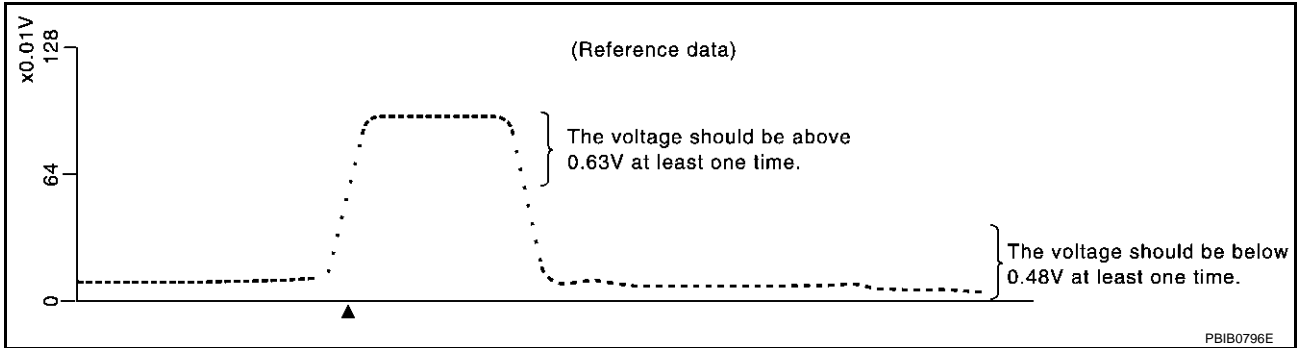 x0.01V
128
64
0
(Reference data)
The voltage should be above
0.63V at least one time.
The voltage should be below
0.48V at least one time.
PBIB0796E